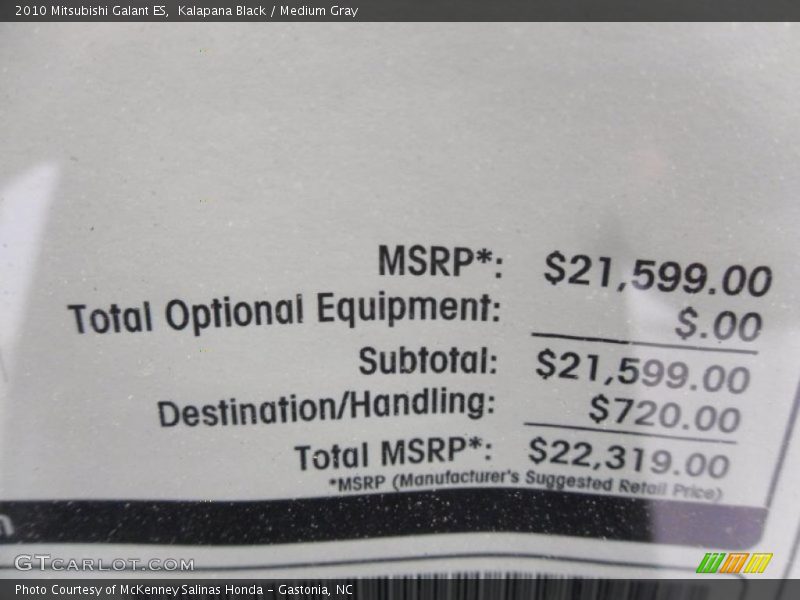 2010 Mitsubishi Galant ES, Kalapana Black / Medium Gray
MSRP*: $21,599.00
Total Optional Equipment: $.00
Subtotal: $21,599.00
Destination/Handling: $720.00
Total MSRP*: $22,319.00
*MSRP (Manufacturer's Suggested Retail Price)
GTCARLOT.COM
Photo Courtesy of McKenney Salinas Honda - Gastonia, NC